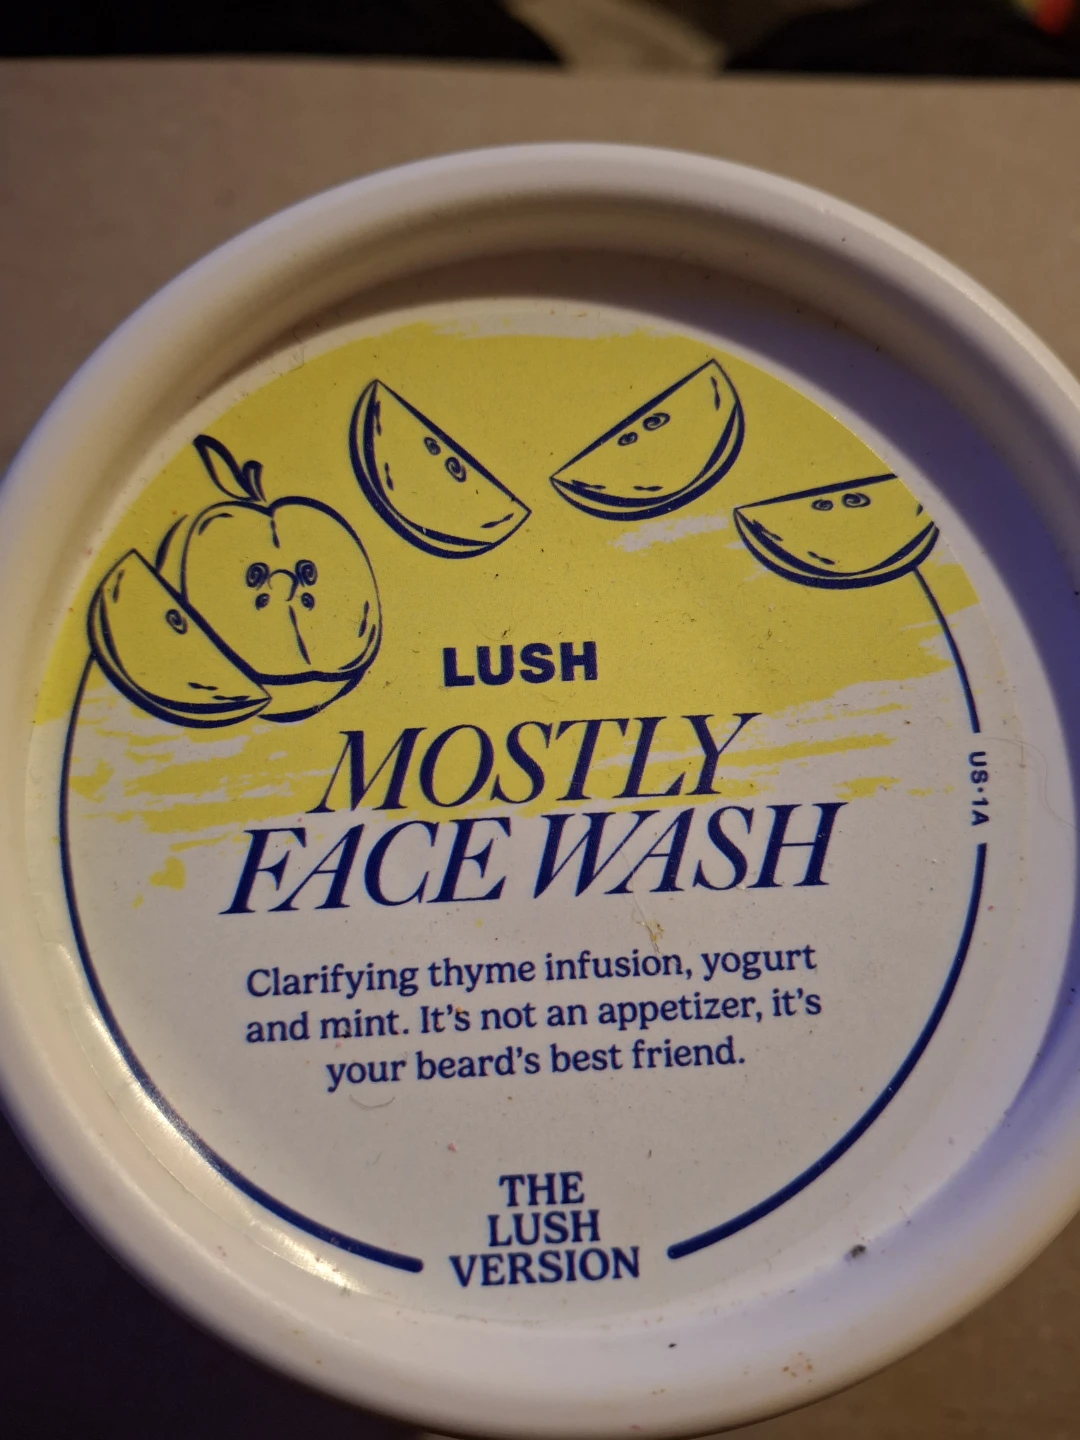 LUSH
MOSTLY
FACE WASH
US·1A
Clarifying thyme infusion, yogurt
and mint. It's not an appetizer, it's
your beard's best friend.
THE
LUSH
VERSION